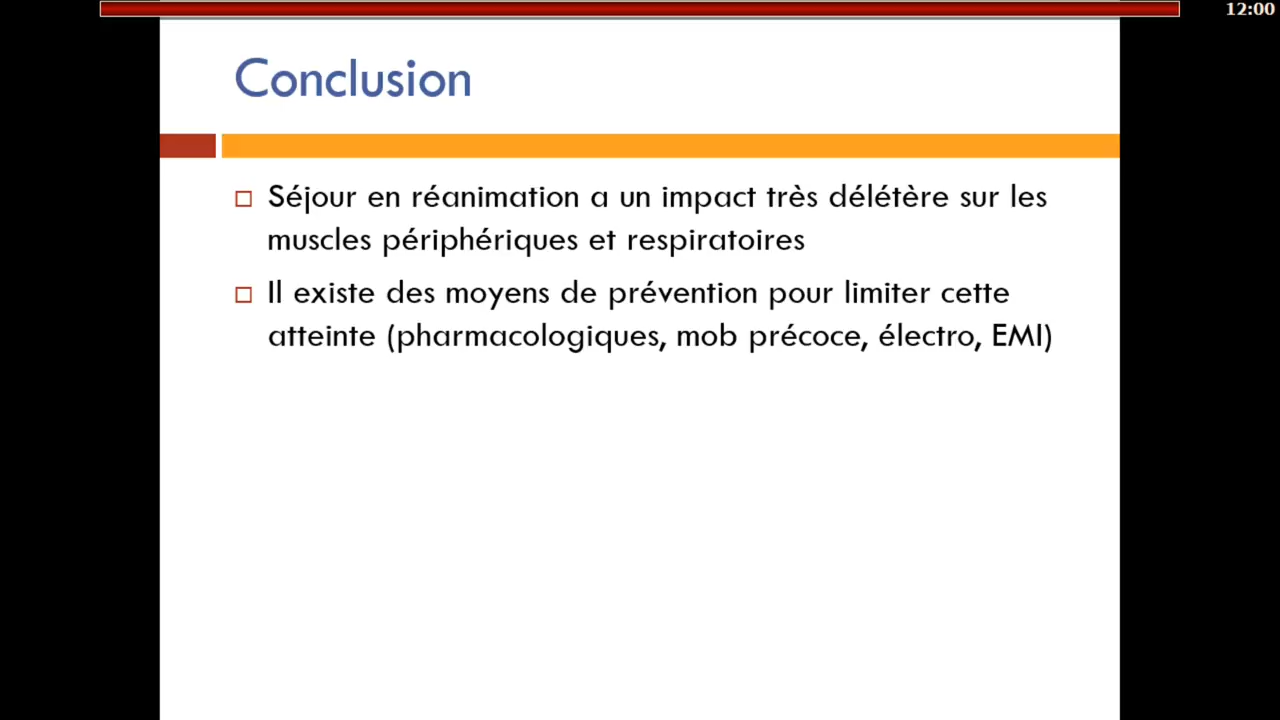 12:00
Conclusion
Séjour en réanimation a un impact très délétère sur les
muscles périphériques et respiratoires
Il existe des moyens de prévention pour limiter cette
atteinte (pharmacologiques, mob précoce, électro, EMI)